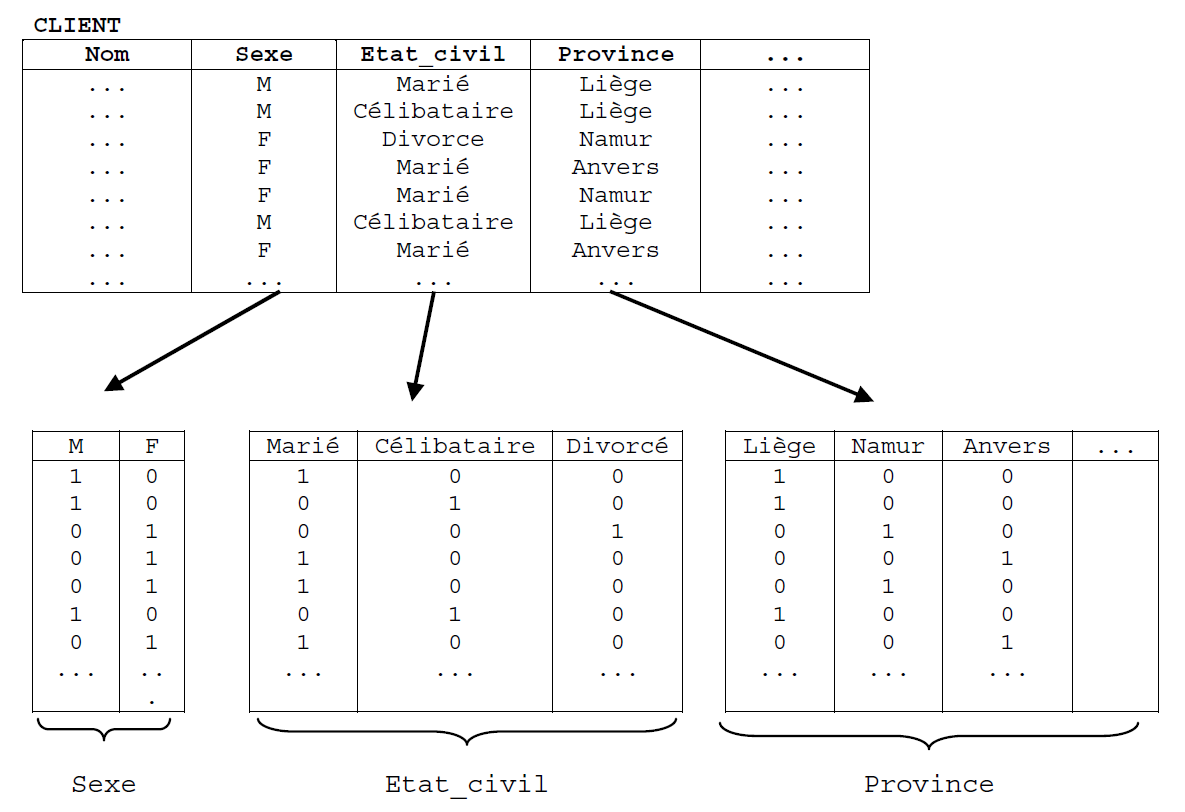 CLIENT
Nom Sexe Etat_civil Province ...
... M Marié Liège ...
... M Célibataire Liège ...
... F Divorce Namur ...
... F Marié Anvers ...
... F Marié Namur ...
... M Célibataire Liège ...
... F Marié Anvers ...
... ... ... ... ...
M F Marié Célibataire Divorcé Liège Namur Anvers ...
1 0 1 0 0 1 0 0
1 0 0 1 0 1 0 0
0 1 0 0 1 0 1 0
0 1 1 0 0 0 0 1
0 1 1 0 0 0 1 0
1 0 0 1 0 1 0 0
0 1 1 0 0 0 0 1
... .. ... ... ... ... ... ...
.
Sexe Etat_civil Province